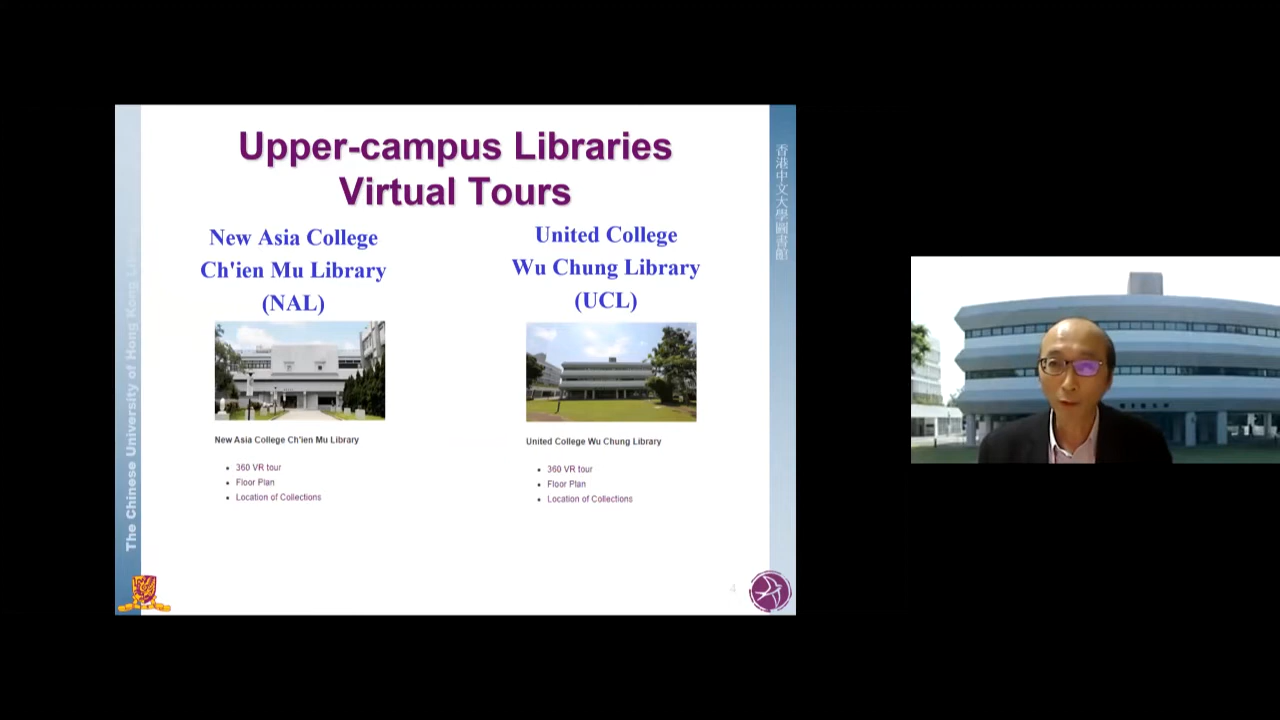 Upper-campus Libraries
Virtual Tours
New Asia College
Ch'ien Mu Library
(NAL)
United College
Wu Chung Library
(UCL)
New Asia College Ch'ien Mu Library
• 360 VR tour
• Floor Plan
• Location of Collections
United College Wu Chung Library
• 360 VR tour
• Floor Plan
• Location of Collections
The Chinese University of Hong Kong
香港中文大學圖書館
4